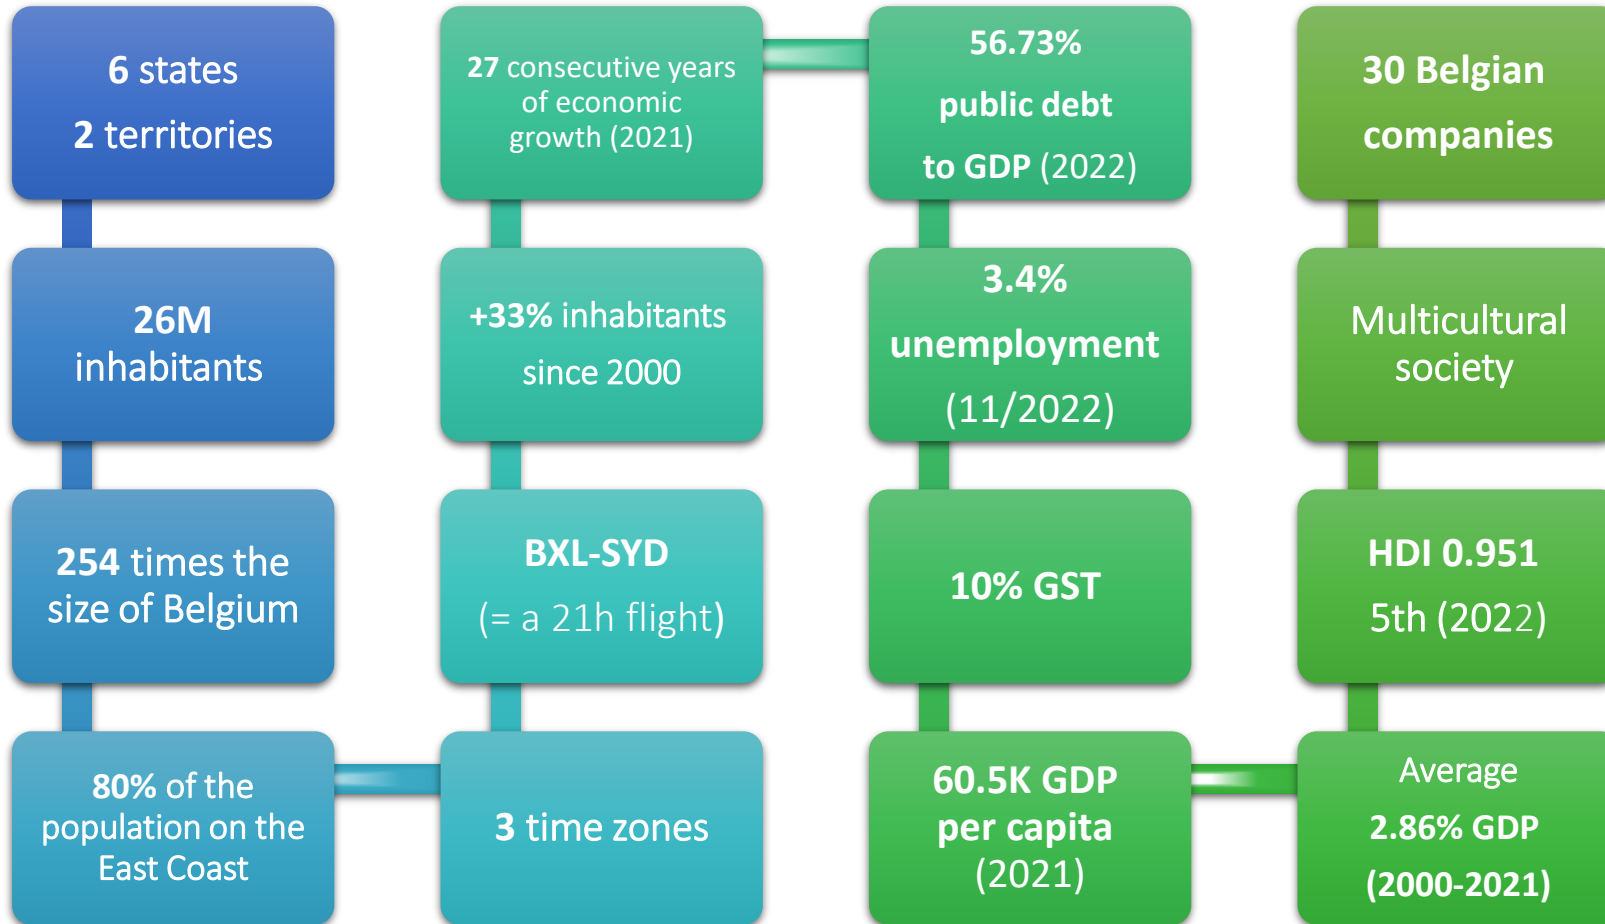 6 states
2 territories
26M
inhabitants
254 times the
size of Belgium
80% of the
population on the
East Coast
3 time zones
BXL-SYD
(= a 21h flight)
+33% inhabitants
since 2000
27 consecutive years
of economic
growth (2021)
56.73%
public debt
to GDP (2022)
3.4%
unemployment
(11/2022)
10% GST
60.5K GDP
per capita
(2021)
Average
2.86% GDP
(2000-2021)
HDI 0.951
5th (2022)
Multicultural
society
30 Belgian
companies